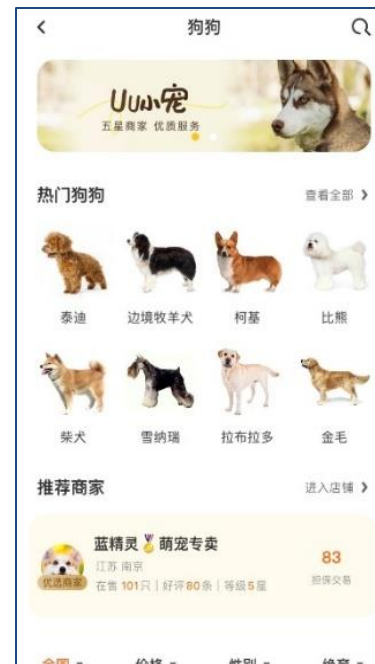 狗狗
Uu小宠
五星商家 优质服务
热门狗狗 查看全部
泰迪 边境牧羊犬 柯基 比熊
柴犬 雪纳瑞 拉布拉多 金毛
推荐商家 进入店铺
蓝精灵🏅萌宠专卖
江苏 南京 83
优选商家 在售 101只 | 好评80条 | 等级5星 担保交易
全国 价格 性别 绝育